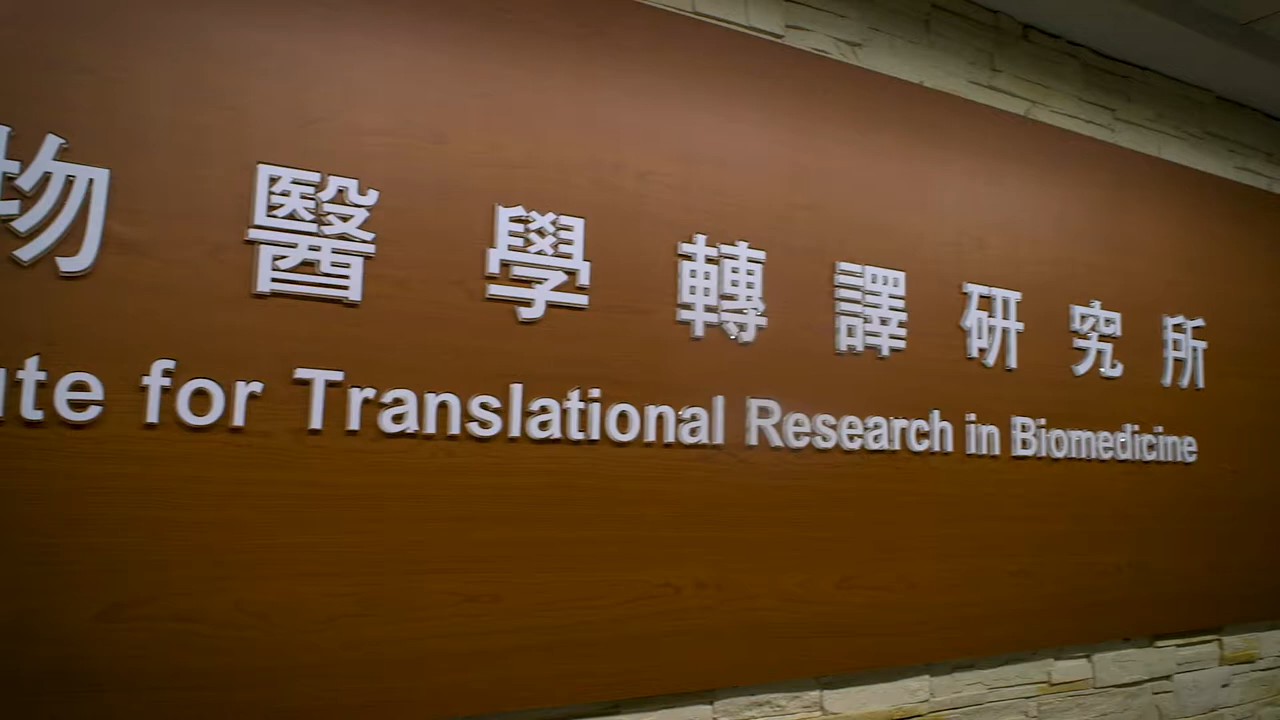 物醫學轉譯研究所
ute for Translational Research in Biomedicine